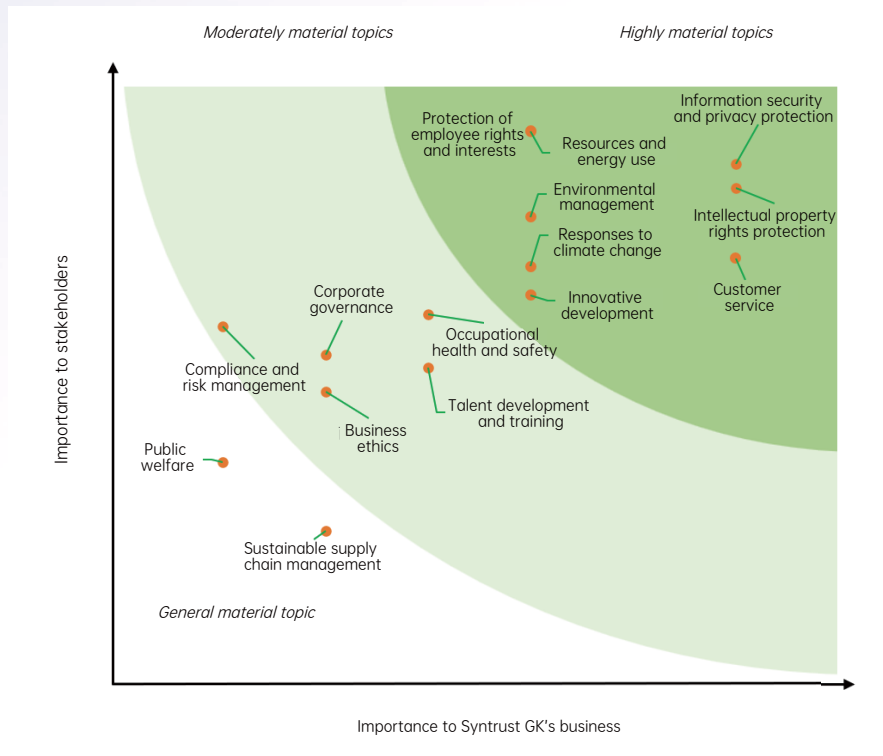 Moderately material topics
Highly material topics
Information security
and privacy protection
Protection of
employee rights
and interests
Resources and
energy use
Environmental
management
Intellectual property
rights protection
Responses to
climate change
Customer
service
Innovative
development
Corporate
governance
Occupational
health and safety
Compliance and
risk management
Talent development
and training
Business
ethics
Public
welfare
Sustainable supply
chain management
General material topic
Importance to stakeholders
Importance to Syntrust GK's business